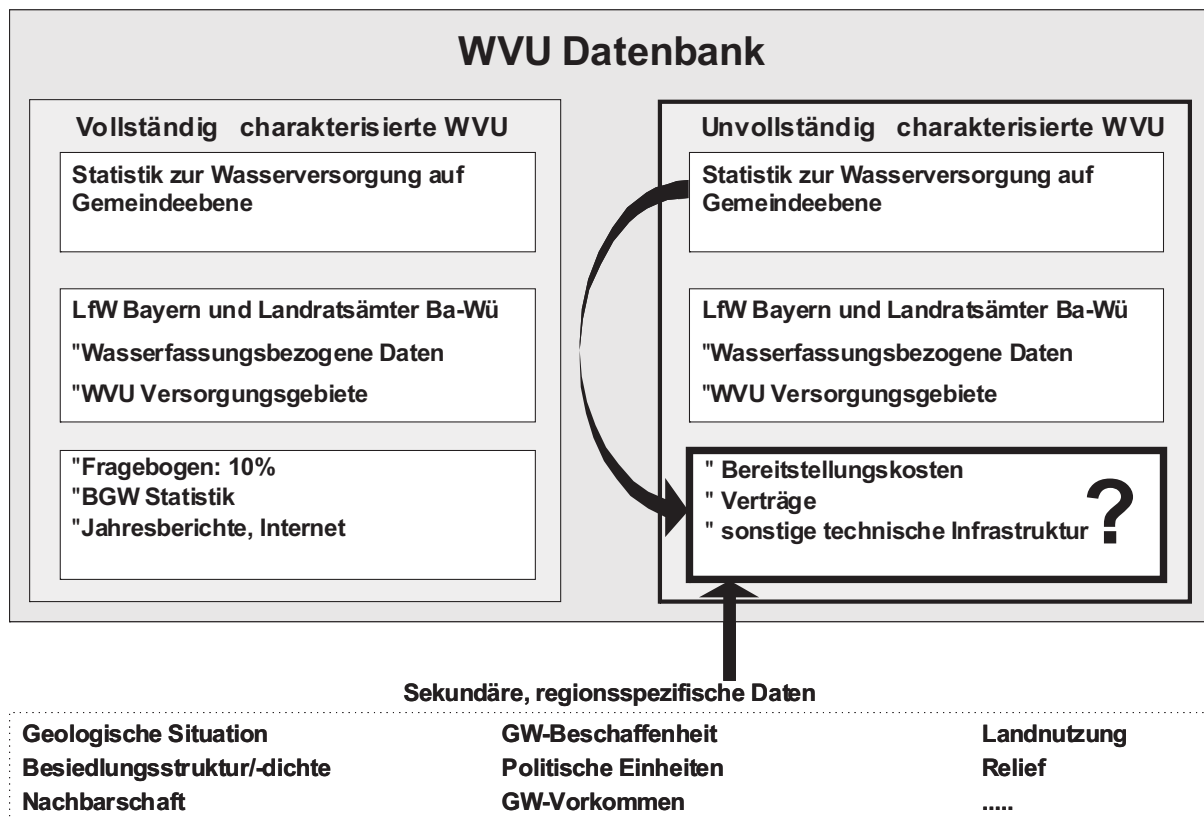 WVU Datenbank
Vollständig charakterisierte WVU
Statistik zur Wasserversorgung auf
Gemeindeebene
LfW Bayern und Landratsämter Ba-Wü
"Wasserfassungsbezogene Daten
"WVU Versorgungsgebiete
"Fragebogen: 10%
"BGW Statistik
"Jahresberichte, Internet
Unvollständig charakterisierte WVU
Statistik zur Wasserversorgung auf
Gemeindeebene
LfW Bayern und Landratsämter Ba-Wü
"Wasserfassungsbezogene Daten
"WVU Versorgungsgebiete
" Bereitstellungskosten
" Verträge
" sonstige technische Infrastruktur
?
Sekundäre, regionsspezifische Daten
Geologische Situation
Besiedlungsstruktur/-dichte
Nachbarschaft
GW-Beschaffenheit
Politische Einheiten
GW-Vorkommen
Landnutzung
Relief
.....